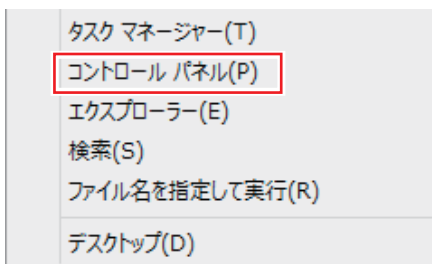 タスク マネージャー(T)
コントロール パネル(P)
エクスプローラー(E)
検索(S)
ファイル名を指定して実行(R)
デスクトップ(D)